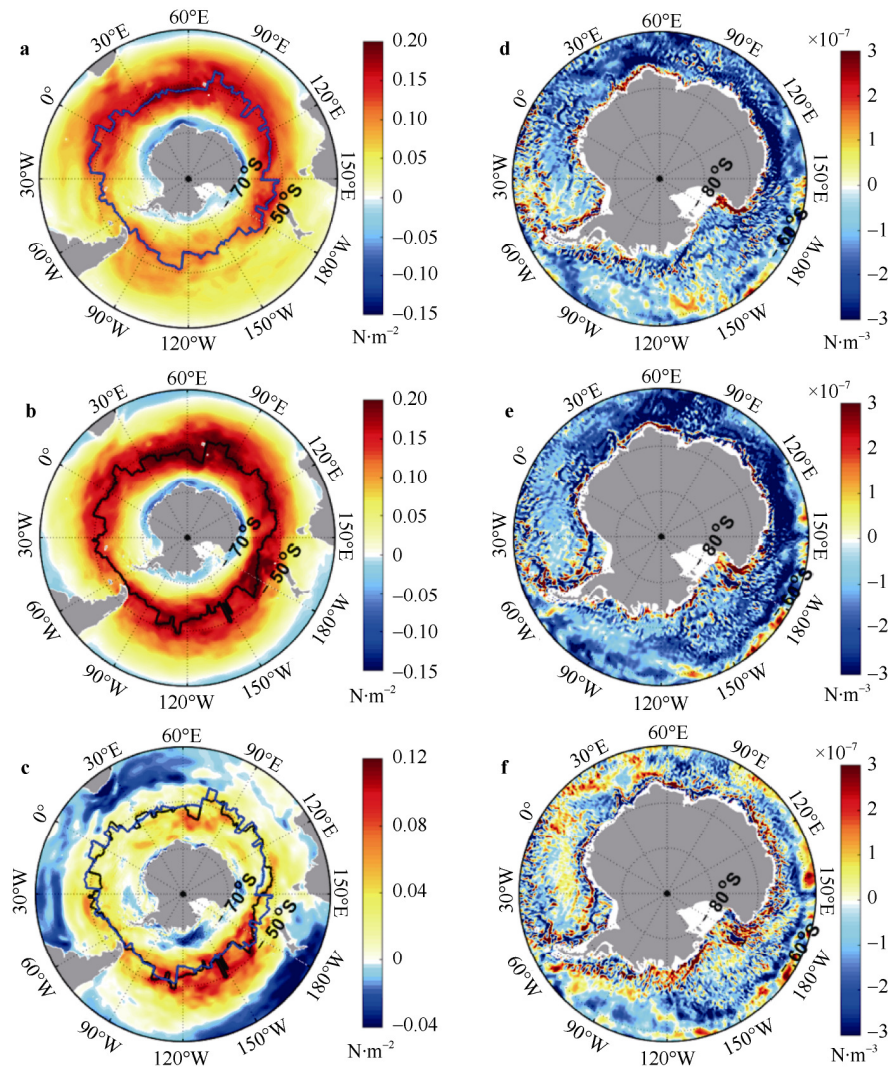 a
60°E
30°E
90°E
0°
120°E
30°W
150°E
60°W
180°W
90°W
150°W
120°W
70°S
50°S
0.20
0.15
0.10
0.05
0
−0.05
−0.10
−0.15
N·m−2
d
60°E
30°E
90°E
0°
120°E
30°W
150°E
60°W
180°W
90°W
150°W
120°W
80°S
60°S
×10−7
3
2
1
0
−1
−2
−3
N·m−3
b
60°E
30°E
90°E
0°
120°E
30°W
150°E
60°W
180°W
90°W
150°W
120°W
70°S
50°S
0.20
0.15
0.10
0.05
0
−0.05
−0.10
−0.15
N·m−2
e
60°E
30°E
90°E
0°
120°E
30°W
150°E
60°W
180°W
90°W
150°W
120°W
80°S
60°S
×10−7
3
2
1
0
−1
−2
−3
N·m−3
c
60°E
30°E
90°E
0°
120°E
30°W
150°E
60°W
180°W
90°W
150°W
120°W
70°S
50°S
0.12
0.08
0.04
0
−0.04
N·m−2
f
60°E
30°E
90°E
0°
120°E
30°W
150°E
60°W
180°W
90°W
150°W
120°W
80°S
60°S
×10−7
3
2
1
0
−1
−2
−3
N·m−3